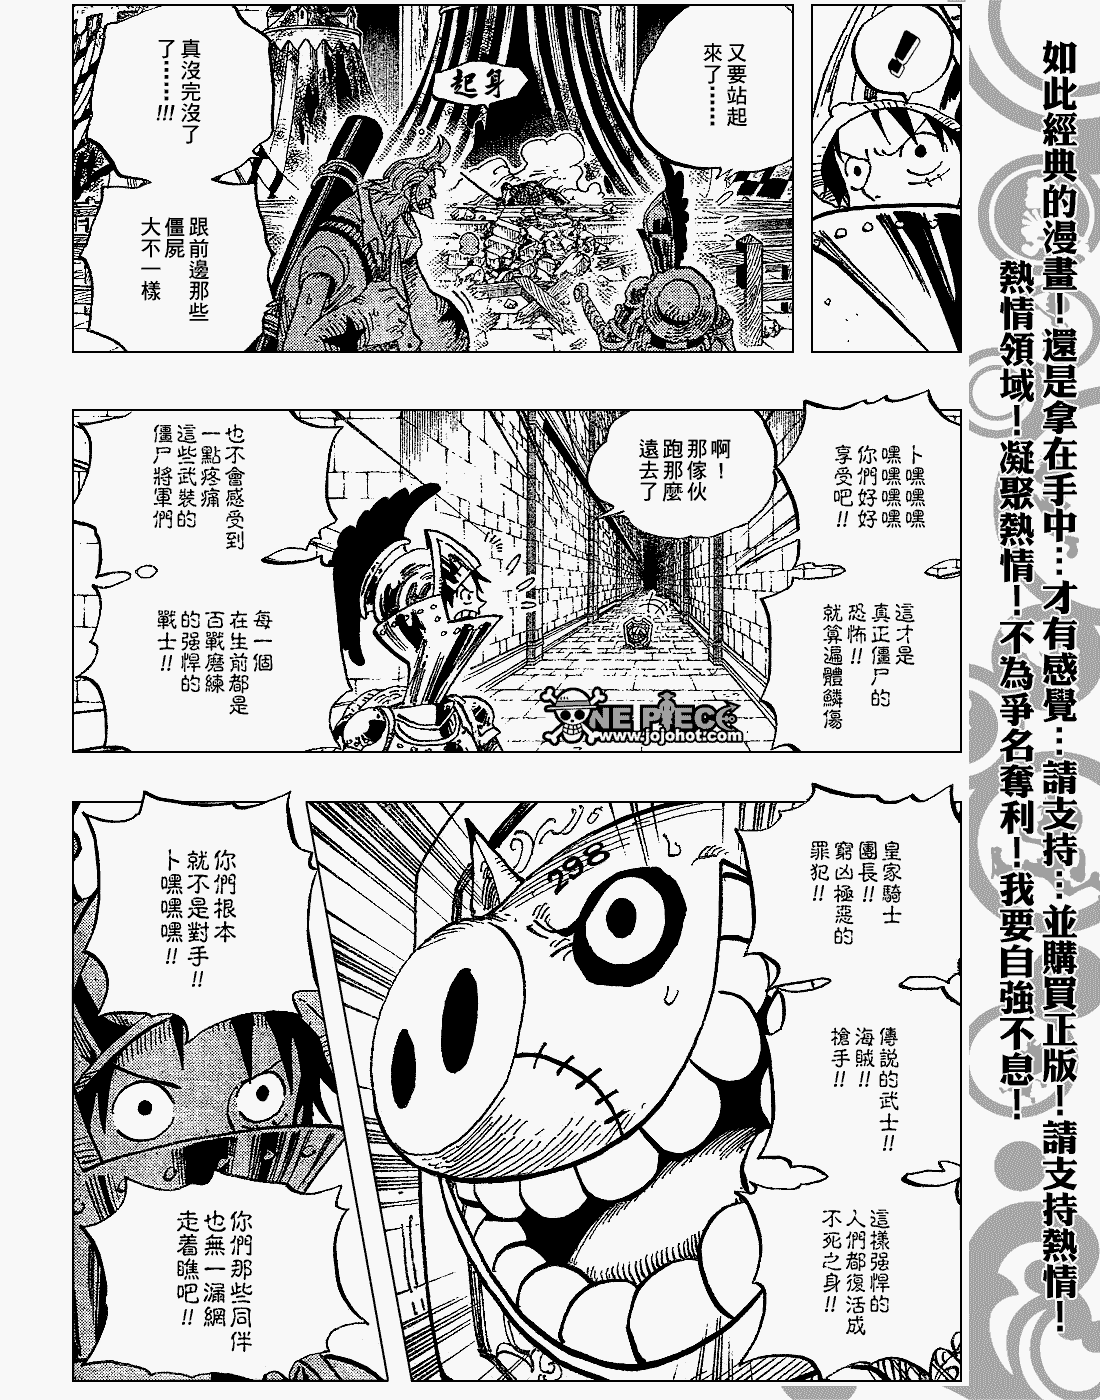 !
又要站起
來了……
起身
真沒完沒了
了……!!!
跟前邊那些
僵屍
大不一樣
卜嘿嘿嘿
嘿嘿嘿嘿
你們好好
享受吧!!
啊!
那傢伙
跑那麼
遠去了
這才是
真正僵尸的
恐怖!!
就算遍體鱗傷
也不會感受到
一點疼痛
這些武裝的
僵尸將軍們
每一個
在生前都是
百戰磨練
的强悍的
戰士!!
ONE PIECE
www.jojohot.com
皇家騎士
團長!!
窮凶極惡的
罪犯!!
298
傳説的武士!!
海賊!!
槍手!!
這樣强悍的
人們都復活成
不死之身!!
你們根本
就不是對手!!
卜嘿嘿嘿!!
你們那些同伴
也無一漏網
走着瞧吧!!
如此經典的漫畫！還是拿在手中…才有感覺…請支持…並購買正版！請支持熱情！
熱情領域！凝聚熱情！不為爭名奪利！我要自強不息！